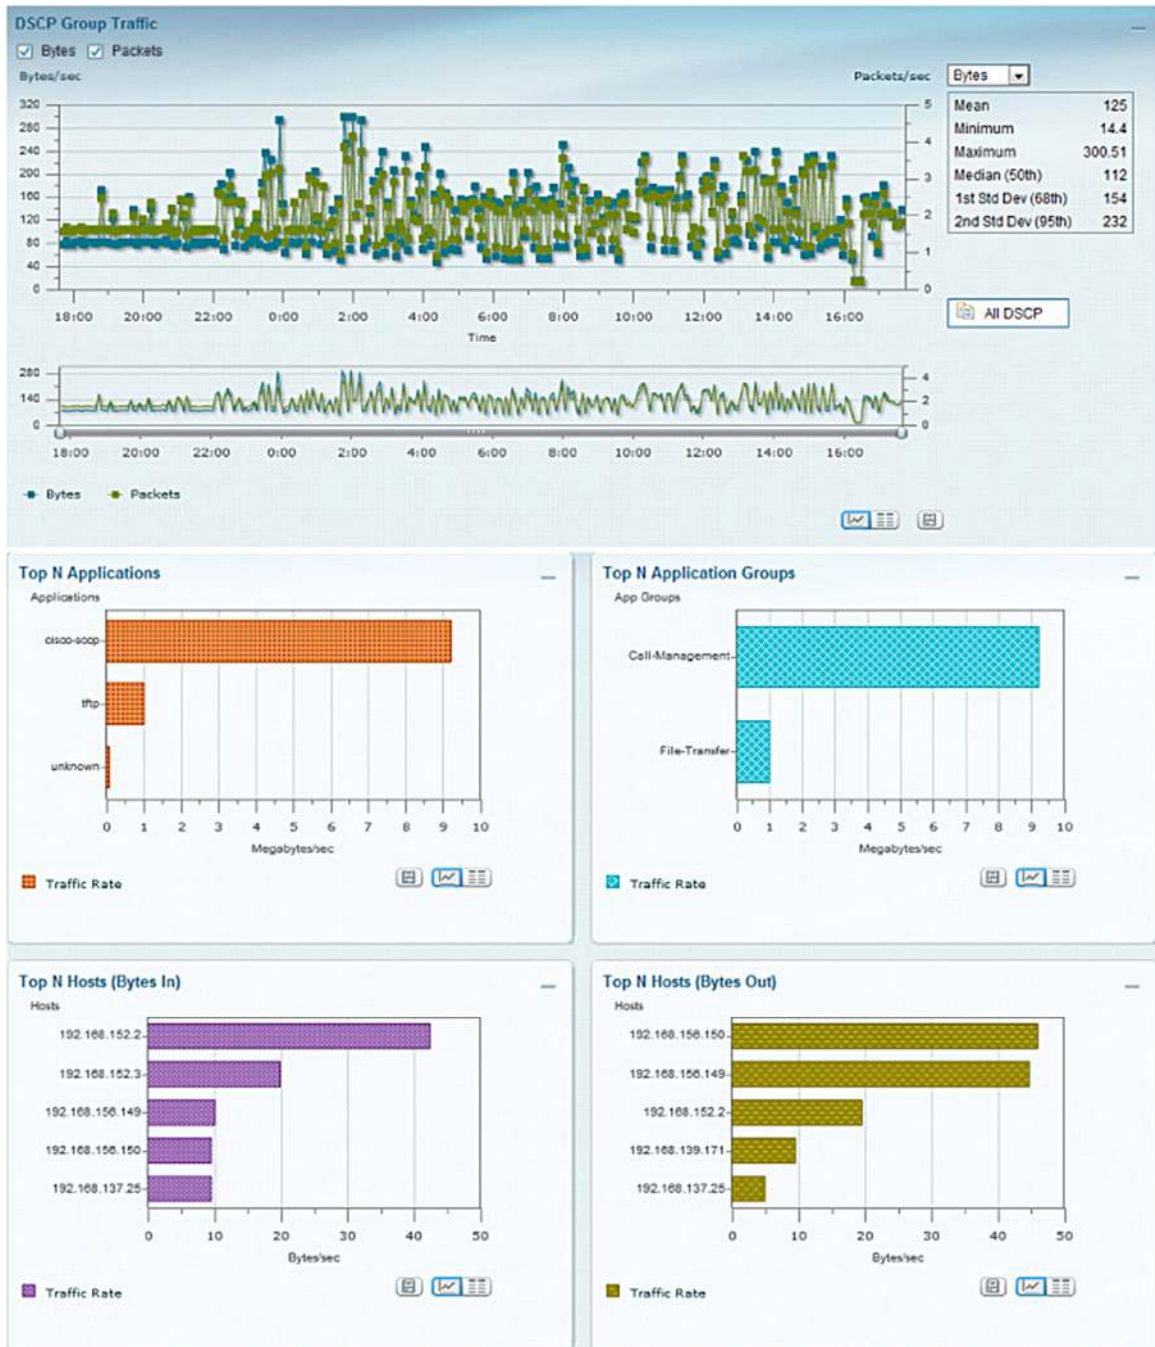 DSCP Group Traffic
Bytes Packets
Bytes/sec
Packets/sec
Bytes
320
280
240
200
160
120
80
40
0
5
4
3
2
1
0
Mean 125
Minimum 14.4
Maximum 300.51
Median (50th) 112
1st Std Dev (68th) 154
2nd Std Dev (95th) 232
All DSCP
18:00 20:00 22:00 0:00 2:00 4:00 6:00 8:00 10:00 12:00 14:00 16:00
Time
280
140
0
4
2
0
18:00 20:00 22:00 0:00 2:00 4:00 6:00 8:00 10:00 12:00 14:00 16:00
Bytes Packets
Top N Applications
Applications
cisco-sccp
tftp
unknown
0 1 2 3 4 5 6 7 8 9 10
Megabytes/sec
Traffic Rate
Top N Application Groups
App Groups
Call-Management
File-Transfer
0 1 2 3 4 5 6 7 8 9 10
Megabytes/sec
Traffic Rate
Top N Hosts (Bytes In)
Hosts
192.168.152.2
192.168.152.3
192.168.156.149
192.168.156.150
192.168.137.25
0 10 20 30 40 50
Bytes/sec
Traffic Rate
Top N Hosts (Bytes Out)
Hosts
192.168.156.150
192.168.156.149
192.168.152.2
192.168.139.171
192.168.137.25
0 10 20 30 40 50
Bytes/sec
Traffic Rate